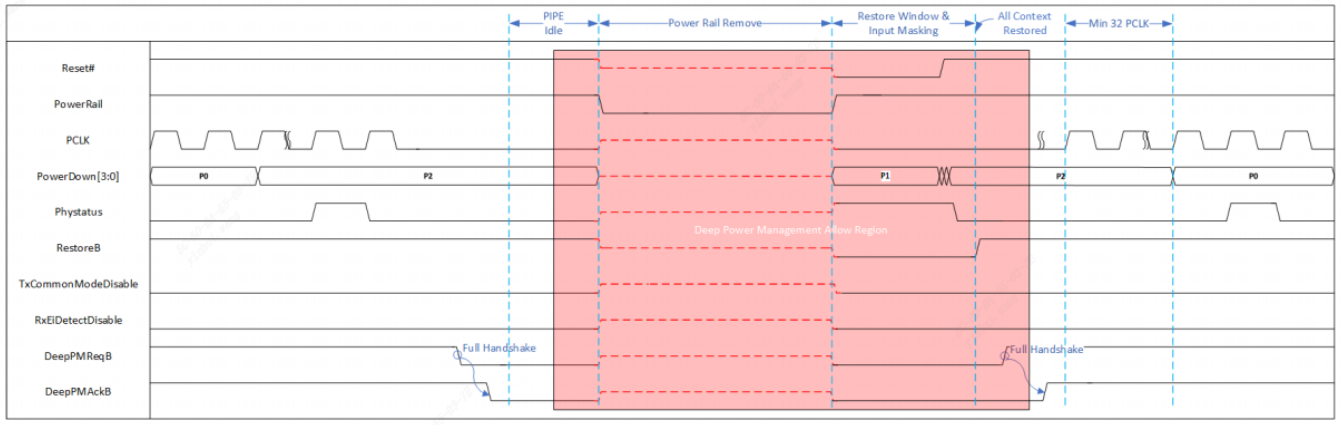 PIPE
Idle
Power Rail Remove
Restore Window &
Input Masking
All Context
Restored
Min 32 PCLK
Reset#
PowerRail
PCLK
PowerDown[3:0]
P0
P2
P1
P2
P0
Phystatus
Deep Power Management Allow Region
RestoreB
TxCommonModeDisable
RxEiDetectDisable
DeepPMReqB
Full Handshake
Full Handshake
DeepPMAckB